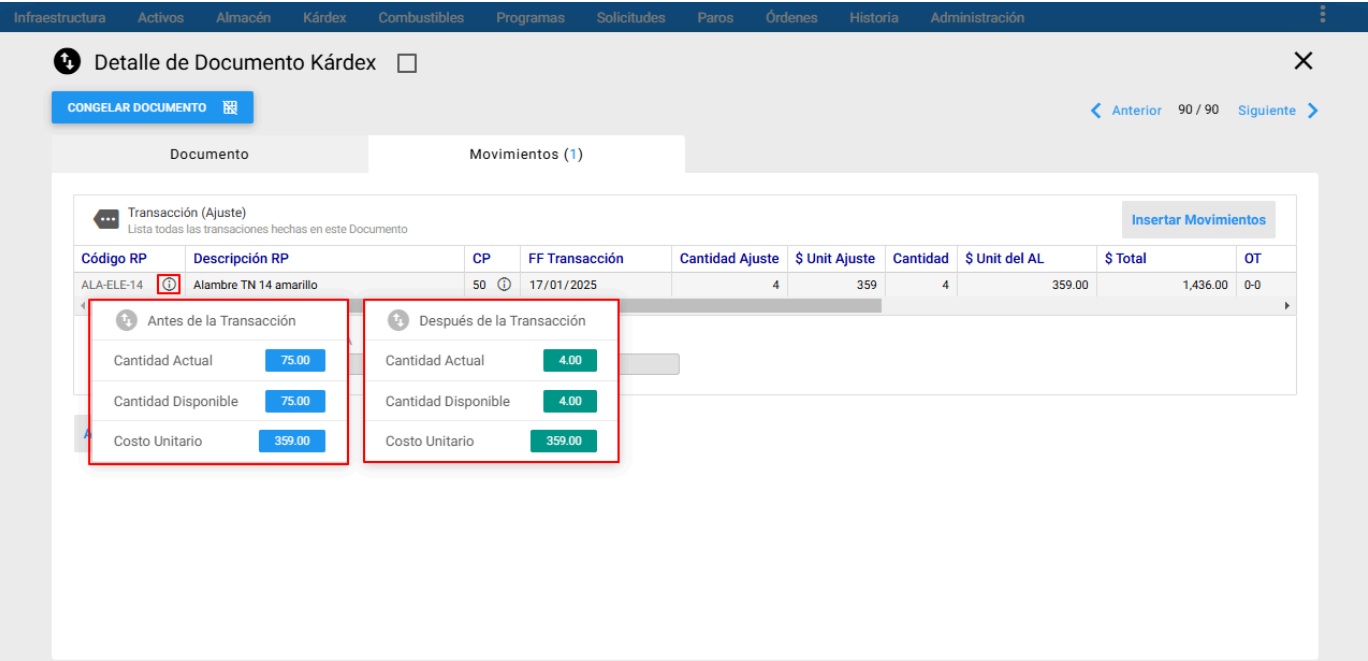 Infraestructura Activos Almacén Kárdex Combustibles Programas Solicitudes Paros Órdenes Historia Administración
Detalle de Documento Kárdex
CONGELAR DOCUMENTO
Anterior 90 / 90 Siguiente
Documento Movimientos (1)
Transacción (Ajuste)
Lista todas las transaciones hechas en este Documento
Insertar Movimientos
Código RP Descripción RP CP FF Transacción Cantidad Ajuste $ Unit Ajuste Cantidad $ Unit del AL $ Total OT
ALA-ELE-14 Alambre TN 14 amarillo 50 17/01/2025 4 359 4 359.00 1,436.00 0-0
Antes de la Transacción
Cantidad Actual 75.00
Cantidad Disponible 75.00
Costo Unitario 359.00
Después de la Transacción
Cantidad Actual 4.00
Cantidad Disponible 4.00
Costo Unitario 359.00